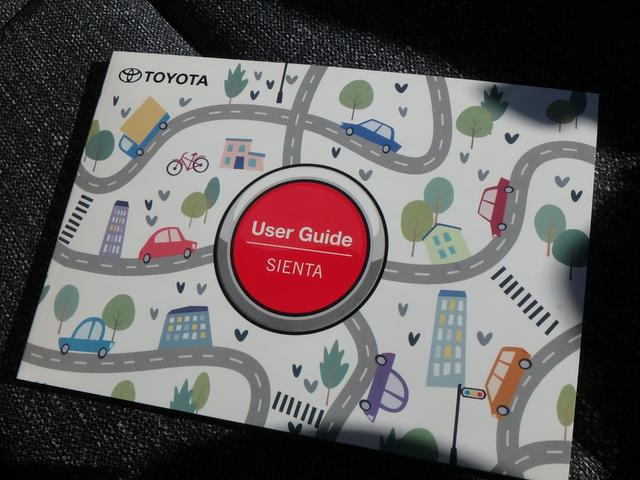 TOYOTA
User Guide
SIENTA